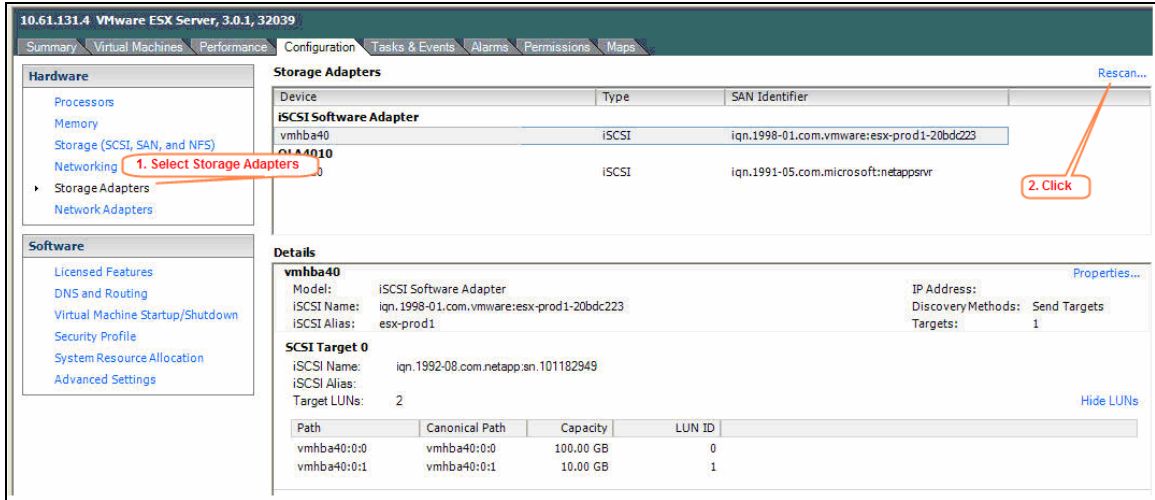 10.61.131.4 VMware ESX Server, 3.0.1, 32039
Summary Virtual Machines Performance Configuration Tasks & Events Alarms Permissions Maps
Hardware
Processors
Memory
Storage (SCSI, SAN, and NFS)
Networking
1. Select Storage Adapters
Storage Adapters
Network Adapters
Software
Licensed Features
DNS and Routing
Virtual Machine Startup/Shutdown
Security Profile
System Resource Allocation
Advanced Settings
Storage Adapters
Rescan...
Device Type SAN Identifier
iSCSI Software Adapter
vmhba40 iSCSI iqn.1998-01.com.vmware:esx-prod1-20bdc223
QLA4010
iSCSI iqn.1991-05.com.microsoft:netappsrvr
2. Click
Details
vmhba40 Properties...
Model: iSCSI Software Adapter IP Address:
iSCSI Name: iqn.1998-01.com.vmware:esx-prod1-20bdc223 Discovery Methods: Send Targets
iSCSI Alias: esx-prod1 Targets: 1
SCSI Target 0
iSCSI Name: iqn.1992-08.com.netapp:sn.101182949
iSCSI Alias:
Target LUNs: 2 Hide LUNs
Path Canonical Path Capacity LUN ID
vmhba40:0:0 vmhba40:0:0 100.00 GB 0
vmhba40:0:1 vmhba40:0:1 10.00 GB 1